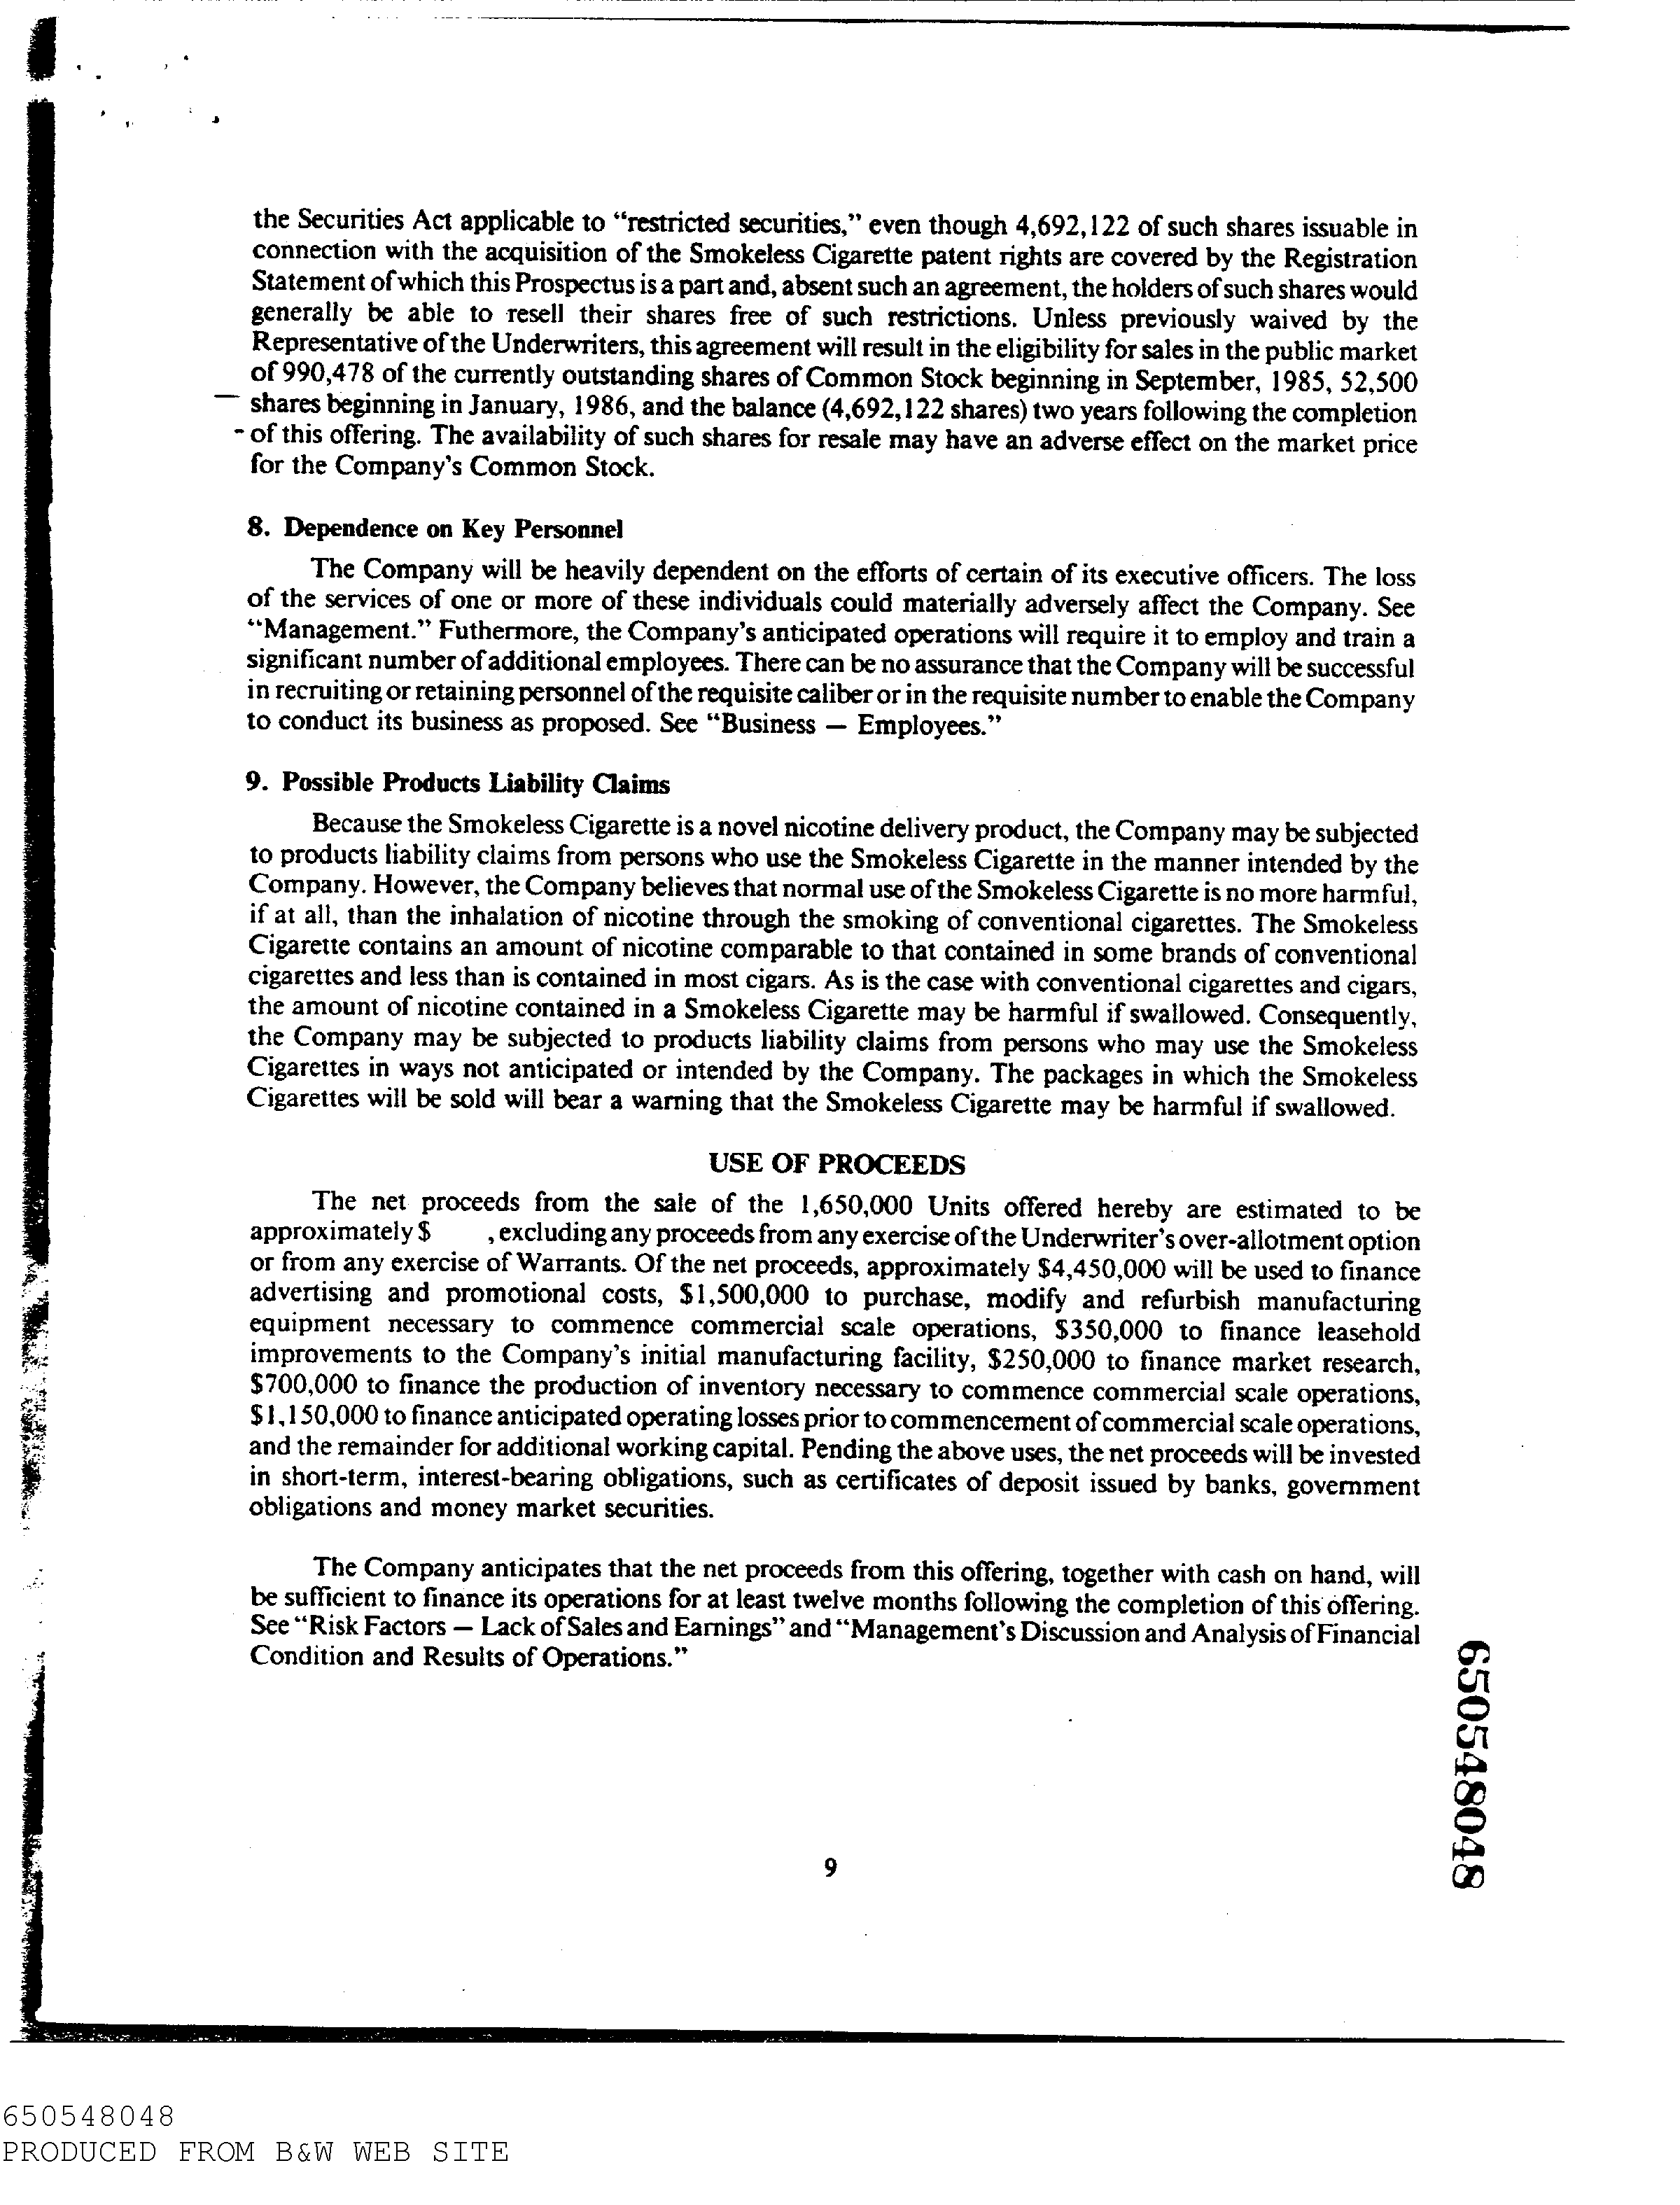 the Securities Act applicable to “restricted securities,” even though 4,692,122 of such shares issuable in
connection with the acquisition of the Smokeless Cigarette patent rights are covered by the Registration
Statement of which this Prospectus is a part and, absent such an agreement, the holders of such shares would
generally be able to resell their shares free of such restrictions. Unless previously waived by the
Representative of the Underwriters, this agreement will result in the eligibility for sales in the public market
of 990,478 of the currently outstanding shares of Common Stock beginning in September, 1985, 52,500
shares beginning in January, 1986, and the balance (4,692,122 shares) two years following the completion
of this offering. The availability of such shares for resale may have an adverse effect on the market price
for the Company's Common Stock.
8. Dependence on Key Personnel
The Company will be heavily dependent on the efforts of certain of its executive officers. The loss
of the services of one or more of these individuals could materially adversely affect the Company. See
“Management.” Futhermore, the Company's anticipated operations will require it to employ and train a
significant number of additional employees. There can be no assurance that the Company will be successful
in recruiting or retaining personnel of the requisite caliber or in the requisite number to enable the Company
to conduct its business as proposed. See “Business — Employees.”
9. Possible Products Liability Claims
Because the Smokeless Cigarette is a novel nicotine delivery product, the Company may be subjected
to products liability claims from persons who use the Smokeless Cigarette in the manner intended by the
Company. However, the Company believes that normal use of the Smokeless Cigarette is no more harmful,
if at all, than the inhalation of nicotine through the smoking of conventional cigarettes. The Smokeless
Cigarette contains an amount of nicotine comparable to that contained in some brands of conventional
cigarettes and less than is contained in most cigars. As is the case with conventional cigarettes and cigars,
the amount of nicotine contained in a Smokeless Cigarette may be harmful if swallowed. Consequently,
the Company may be subjected to products liability claims from persons who may use the Smokeless
Cigarettes in ways not anticipated or intended by the Company. The packages in which the Smokeless
Cigarettes will be sold will bear a warning that the Smokeless Cigarette may be harmful if swallowed.
USE OF PROCEEDS
The net proceeds from the sale of the 1,650,000 Units offered hereby are estimated to be
approximately $ , excluding any proceeds from any exercise of the Underwriter's over-allotment option
or from any exercise of Warrants. Of the net proceeds, approximately $4,450,000 will be used to finance
advertising and promotional costs, $1,500,000 to purchase, modify and refurbish manufacturing
equipment necessary to commence commercial scale operations, $350,000 to finance leasehold
improvements to the Company's initial manufacturing facility, $250,000 to finance market research,
$700,000 to finance the production of inventory necessary to commence commercial scale operations,
$1,150,000 to finance anticipated operating losses prior to commencement of commercial scale operations,
and the remainder for additional working capital. Pending the above uses, the net proceeds will be invested
in short-term, interest-bearing obligations, such as certificates of deposit issued by banks, government
obligations and money market securities.
The Company anticipates that the net proceeds from this offering, together with cash on hand, will
be sufficient to finance its operations for at least twelve months following the completion of this offering.
See “Risk Factors — Lack of Sales and Earnings” and “Management's Discussion and Analysis of Financial
Condition and Results of Operations.”
650548048
9
650548048
PRODUCED FROM B&W WEB SITE